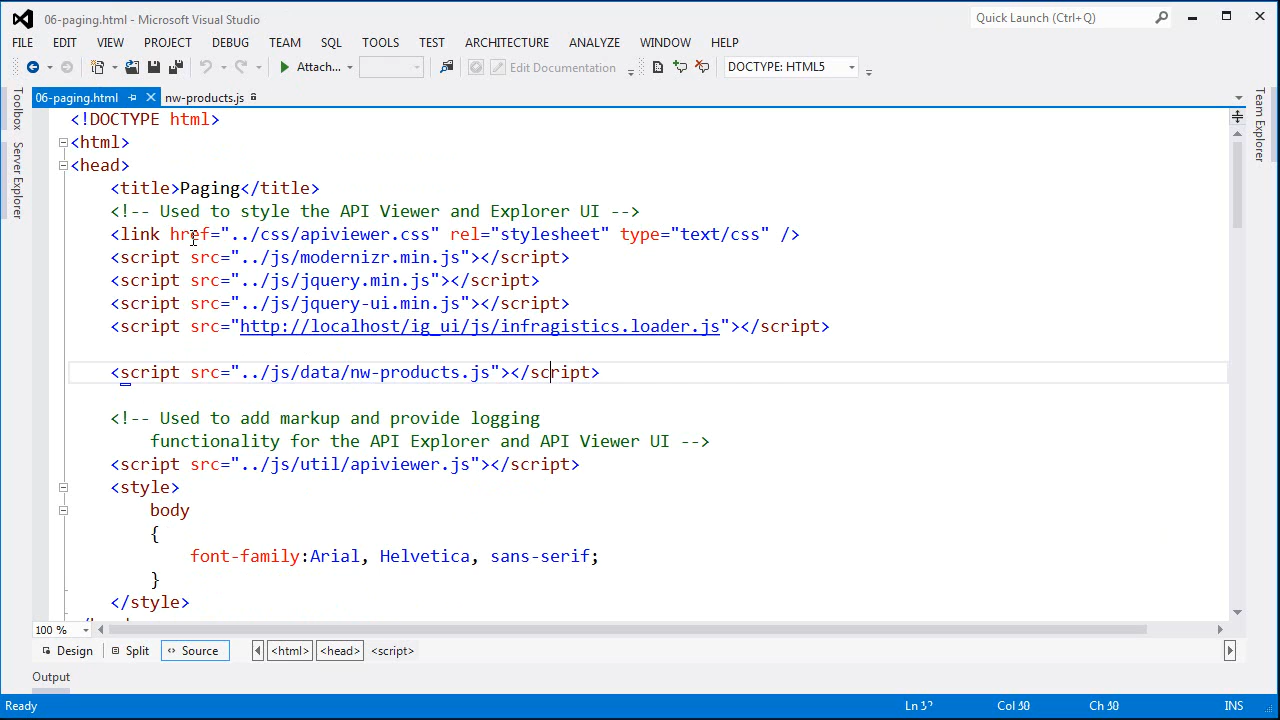 06-paging.html - Microsoft Visual Studio
Quick Launch (Ctrl+Q)
FILE EDIT VIEW PROJECT DEBUG TEAM SQL TOOLS TEST ARCHITECTURE ANALYZE WINDOW HELP
Attach... Edit Documentation DOCTYPE: HTML5
Toolbox
Server Explorer
Team Explorer
06-paging.html nw-products.js
<!DOCTYPE html>
<html>
<head>
<title>Paging</title>
<!-- Used to style the API Viewer and Explorer UI -->
<link href="../css/apiviewer.css" rel="stylesheet" type="text/css" />
<script src="../js/modernizr.min.js"></script>
<script src="../js/jquery.min.js"></script>
<script src="../js/jquery-ui.min.js"></script>
<script src="http://localhost/ig_ui/js/infragistics.loader.js"></script>
<script src="../js/data/nw-products.js"></script>
<!-- Used to add markup and provide logging
functionality for the API Explorer and API Viewer UI -->
<script src="../js/util/apiviewer.js"></script>
<style>
body
{
font-family:Arial, Helvetica, sans-serif;
}
</style>
100 %
Design Split Source <html> <head> <script>
Output
Ready Ln Col Ch INS